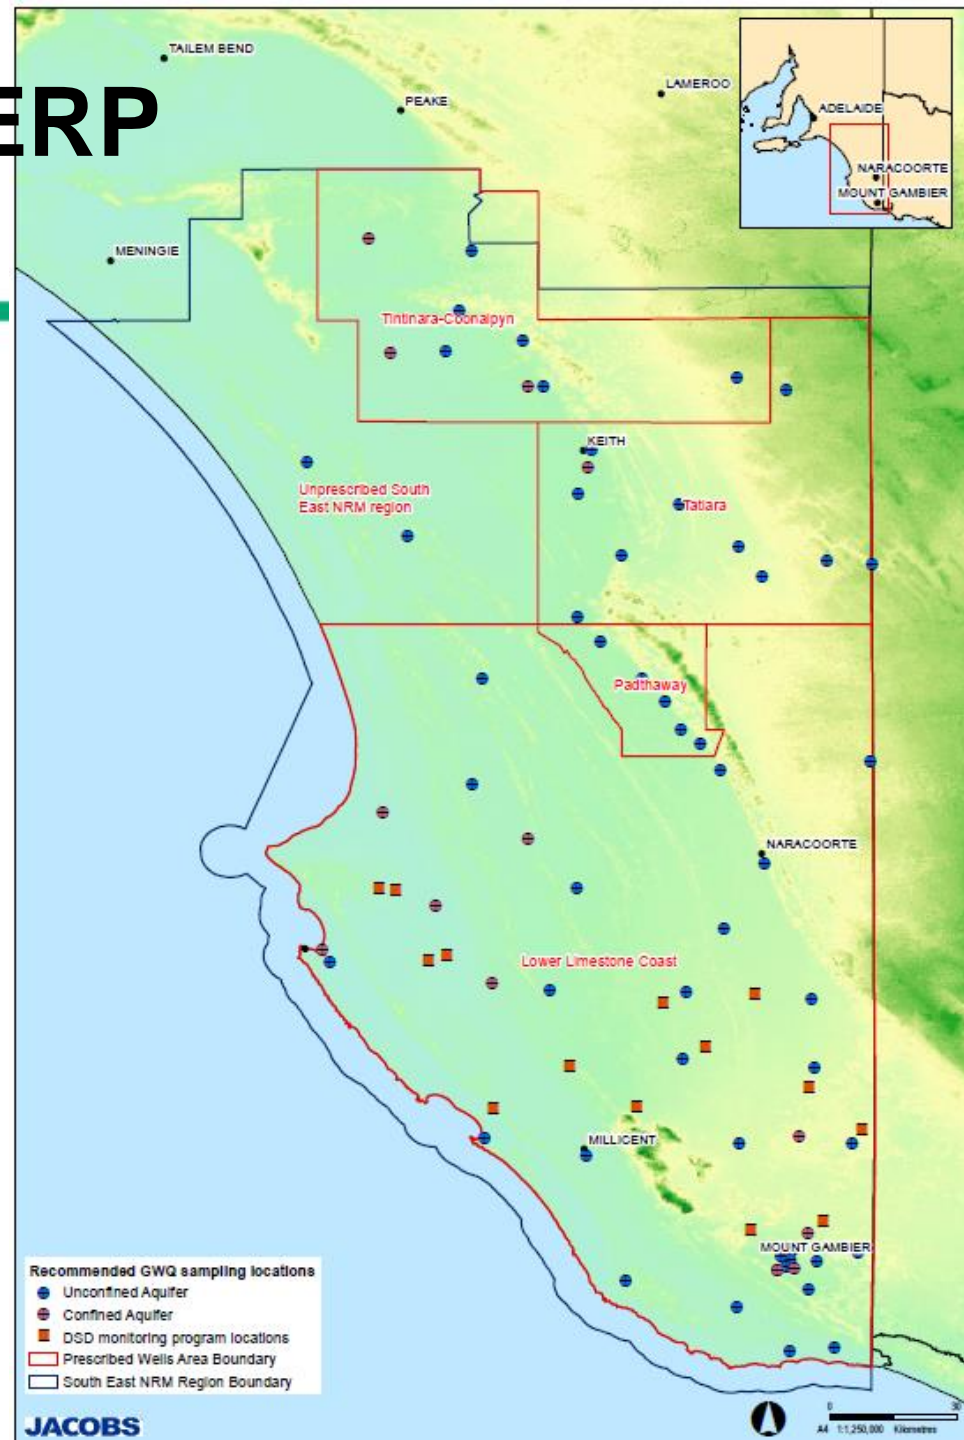 ERP
TAILEM BEND
PEAKE
LAMEROO
ADELAIDE
NARACOORTE
MOUNT GAMBIER
MENINGIE
Tintinara-Coonalpyn
KEITH
Unprescribed South
East NRM region
Tatiara
Padthaway
NARACOORTE
Lower Limestone Coast
MILLICENT
MOUNT GAMBIER
Recommended GWQ sampling locations
Unconfined Aquifer
Confined Aquifer
DSD monitoring program locations
Prescribed Wells Area Boundary
South East NRM Region Boundary
JACOBS
0 30
A4 1:1,250,000 Kilometres